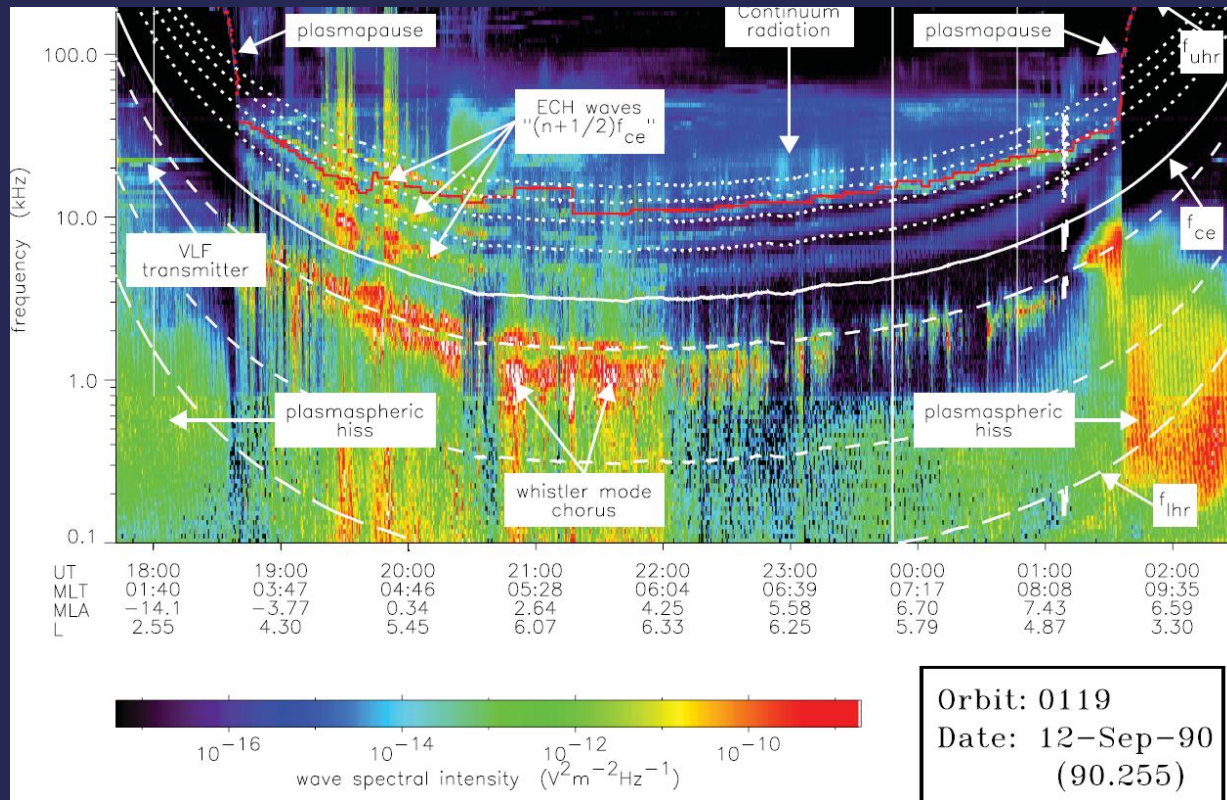 plasmapause
Continuum
radiation
plasmapause
f uhr
100.0
ECH waves
"(n+1/2)f ce"
10.0
VLF
transmitter
f ce
frequency (kHz)
1.0
plasmaspheric
hiss
plasmaspheric
hiss
whistler mode
chorus
f lhr
0.1
UT 18:00 19:00 20:00 21:00 22:00 23:00 00:00 01:00 02:00
MLT 01:40 03:47 04:46 05:28 06:04 06:39 07:17 08:08 09:35
MLA −14.1 −3.77 0.34 2.64 4.25 5.58 6.70 7.43 6.59
L 2.55 4.30 5.45 6.07 6.33 6.25 5.79 4.87 3.30
10⁻¹⁶ 10⁻¹⁴ 10⁻¹² 10⁻¹⁰
wave spectral intensity (V²m⁻²Hz⁻¹)
Orbit: 0119
Date: 12-Sep-90
(90.255)